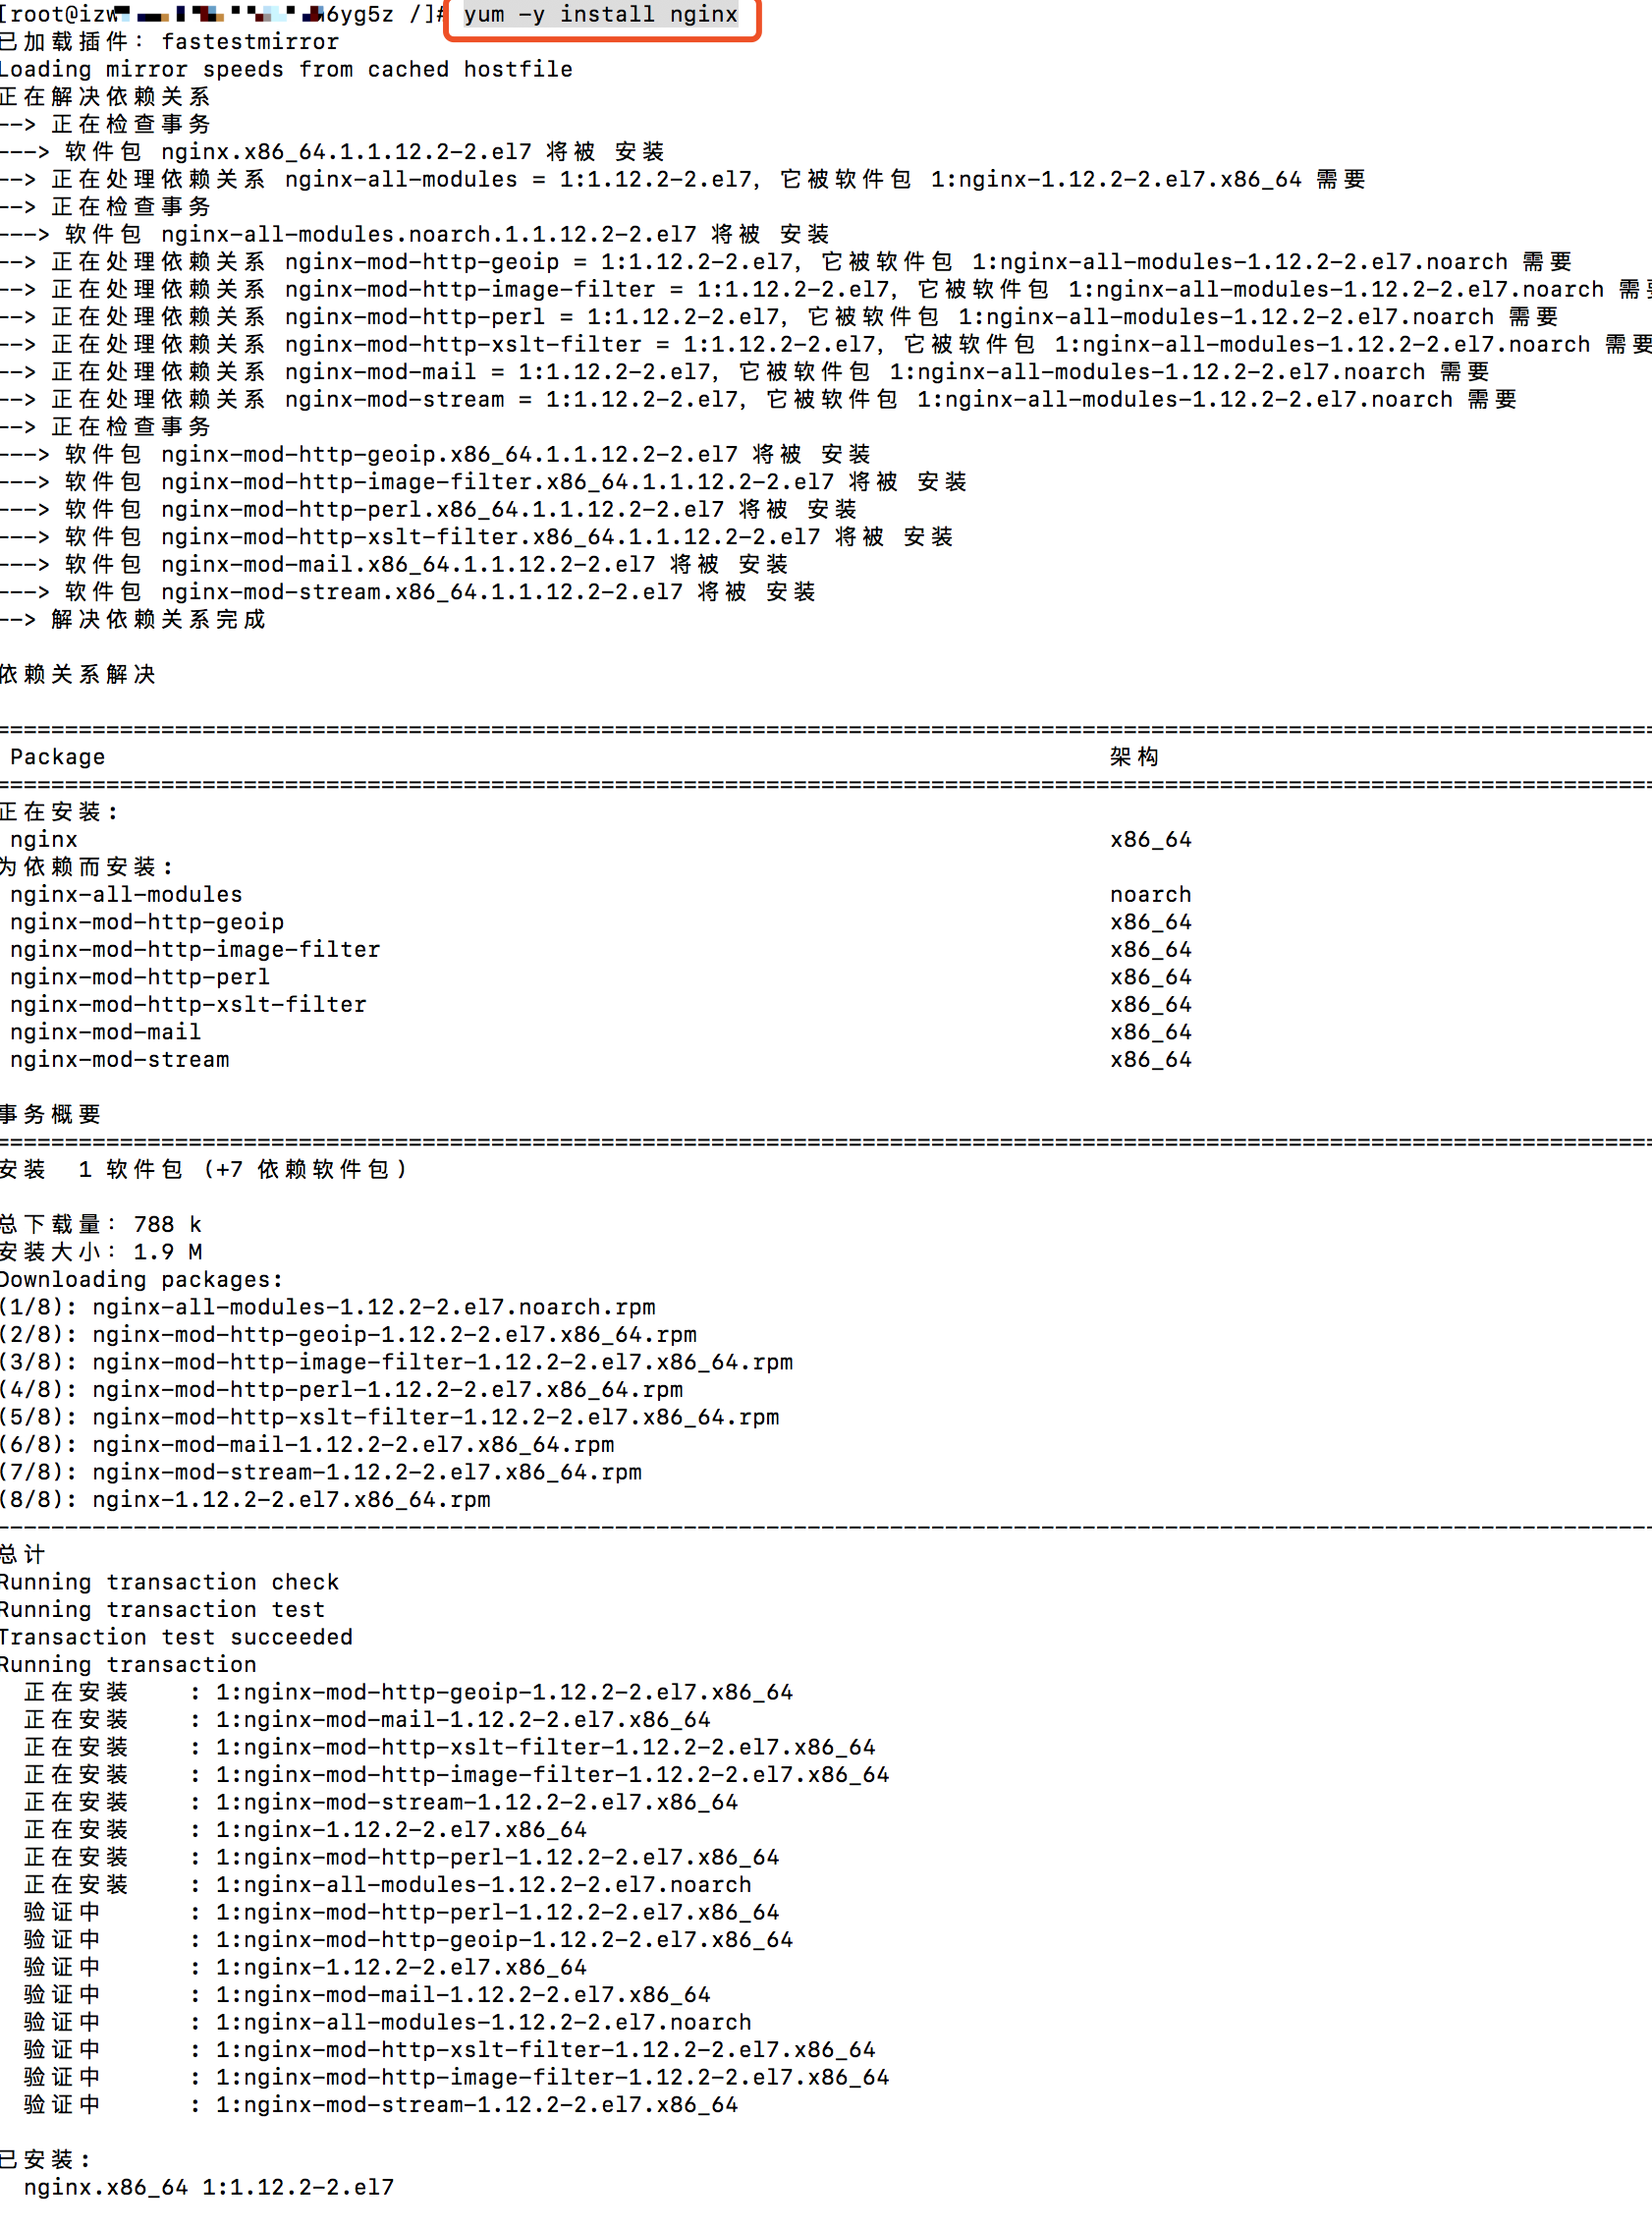 [root@izw 6yg5z /]# yum -y install nginx
已加载插件：fastestmirror
Loading mirror speeds from cached hostfile
正在解决依赖关系
--> 正在检查事务
---> 软件包 nginx.x86_64.1.1.12.2-2.el7 将被 安装
--> 正在处理依赖关系 nginx-all-modules = 1:1.12.2-2.el7，它被软件包 1:nginx-1.12.2-2.el7.x86_64 需要
--> 正在检查事务
---> 软件包 nginx-all-modules.noarch.1.1.12.2-2.el7 将被 安装
--> 正在处理依赖关系 nginx-mod-http-geoip = 1:1.12.2-2.el7，它被软件包 1:nginx-all-modules-1.12.2-2.el7.noarch 需要
--> 正在处理依赖关系 nginx-mod-http-image-filter = 1:1.12.2-2.el7，它被软件包 1:nginx-all-modules-1.12.2-2.el7.noarch 需要
--> 正在处理依赖关系 nginx-mod-http-perl = 1:1.12.2-2.el7，它被软件包 1:nginx-all-modules-1.12.2-2.el7.noarch 需要
--> 正在处理依赖关系 nginx-mod-http-xslt-filter = 1:1.12.2-2.el7，它被软件包 1:nginx-all-modules-1.12.2-2.el7.noarch 需要
--> 正在处理依赖关系 nginx-mod-mail = 1:1.12.2-2.el7，它被软件包 1:nginx-all-modules-1.12.2-2.el7.noarch 需要
--> 正在处理依赖关系 nginx-mod-stream = 1:1.12.2-2.el7，它被软件包 1:nginx-all-modules-1.12.2-2.el7.noarch 需要
--> 正在检查事务
---> 软件包 nginx-mod-http-geoip.x86_64.1.1.12.2-2.el7 将被 安装
---> 软件包 nginx-mod-http-image-filter.x86_64.1.1.12.2-2.el7 将被 安装
---> 软件包 nginx-mod-http-perl.x86_64.1.1.12.2-2.el7 将被 安装
---> 软件包 nginx-mod-http-xslt-filter.x86_64.1.1.12.2-2.el7 将被 安装
---> 软件包 nginx-mod-mail.x86_64.1.1.12.2-2.el7 将被 安装
---> 软件包 nginx-mod-stream.x86_64.1.1.12.2-2.el7 将被 安装
--> 解决依赖关系完成
依赖关系解决
Package 架构
正在安装:
nginx x86_64
为依赖而安装:
nginx-all-modules noarch
nginx-mod-http-geoip x86_64
nginx-mod-http-image-filter x86_64
nginx-mod-http-perl x86_64
nginx-mod-http-xslt-filter x86_64
nginx-mod-mail x86_64
nginx-mod-stream x86_64
事务概要
安装 1 软件包 (+7 依赖软件包)
总下载量：788 k
安装大小：1.9 M
Downloading packages:
(1/8): nginx-all-modules-1.12.2-2.el7.noarch.rpm
(2/8): nginx-mod-http-geoip-1.12.2-2.el7.x86_64.rpm
(3/8): nginx-mod-http-image-filter-1.12.2-2.el7.x86_64.rpm
(4/8): nginx-mod-http-perl-1.12.2-2.el7.x86_64.rpm
(5/8): nginx-mod-http-xslt-filter-1.12.2-2.el7.x86_64.rpm
(6/8): nginx-mod-mail-1.12.2-2.el7.x86_64.rpm
(7/8): nginx-mod-stream-1.12.2-2.el7.x86_64.rpm
(8/8): nginx-1.12.2-2.el7.x86_64.rpm
总计
Running transaction check
Running transaction test
Transaction test succeeded
Running transaction
正在安装 : 1:nginx-mod-http-geoip-1.12.2-2.el7.x86_64
正在安装 : 1:nginx-mod-mail-1.12.2-2.el7.x86_64
正在安装 : 1:nginx-mod-http-xslt-filter-1.12.2-2.el7.x86_64
正在安装 : 1:nginx-mod-http-image-filter-1.12.2-2.el7.x86_64
正在安装 : 1:nginx-mod-stream-1.12.2-2.el7.x86_64
正在安装 : 1:nginx-1.12.2-2.el7.x86_64
正在安装 : 1:nginx-mod-http-perl-1.12.2-2.el7.x86_64
正在安装 : 1:nginx-all-modules-1.12.2-2.el7.noarch
验证中 : 1:nginx-mod-http-perl-1.12.2-2.el7.x86_64
验证中 : 1:nginx-mod-http-geoip-1.12.2-2.el7.x86_64
验证中 : 1:nginx-1.12.2-2.el7.x86_64
验证中 : 1:nginx-mod-mail-1.12.2-2.el7.x86_64
验证中 : 1:nginx-all-modules-1.12.2-2.el7.noarch
验证中 : 1:nginx-mod-http-xslt-filter-1.12.2-2.el7.x86_64
验证中 : 1:nginx-mod-http-image-filter-1.12.2-2.el7.x86_64
验证中 : 1:nginx-mod-stream-1.12.2-2.el7.x86_64
已安装:
nginx.x86_64 1:1.12.2-2.el7